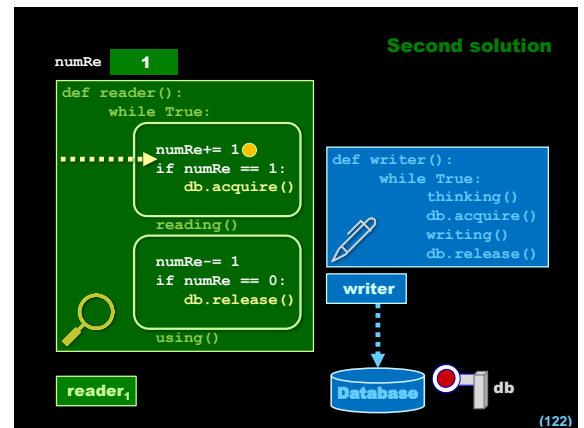 Second solution
numRe 1
def reader():
while True:
numRe+= 1
if numRe == 1:
db.acquire()
reading()
numRe-= 1
if numRe == 0:
db.release()
using()
reader1
def writer():
while True:
thinking()
db.acquire()
writing()
db.release()
writer
Database
db
(122)